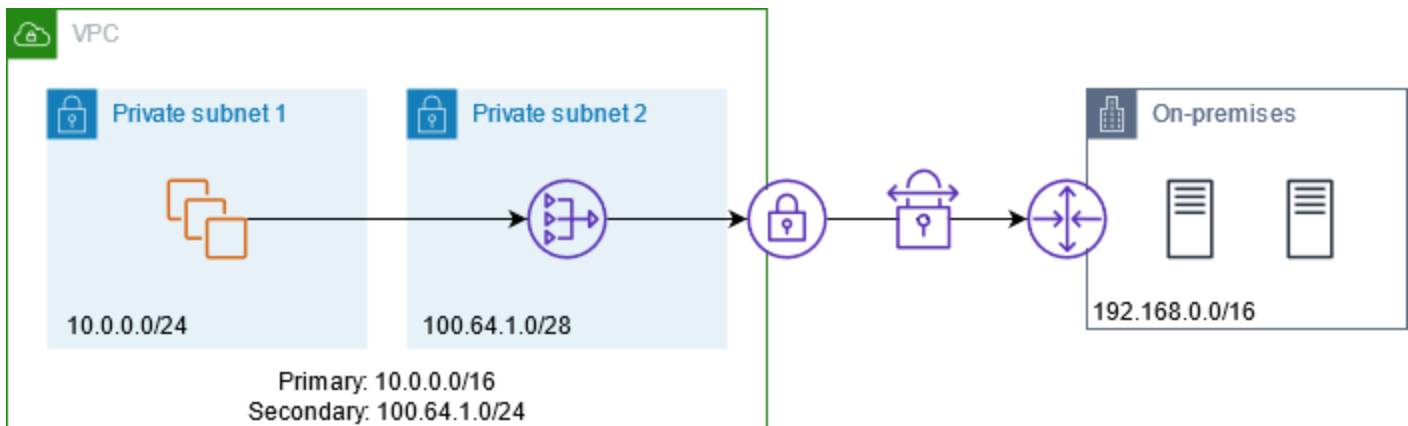 VPC
Private subnet 1
Private subnet 2
On-premises
10.0.0.0/24
100.64.1.0/28
192.168.0.0/16
Primary: 10.0.0.0/16
Secondary: 100.64.1.0/24